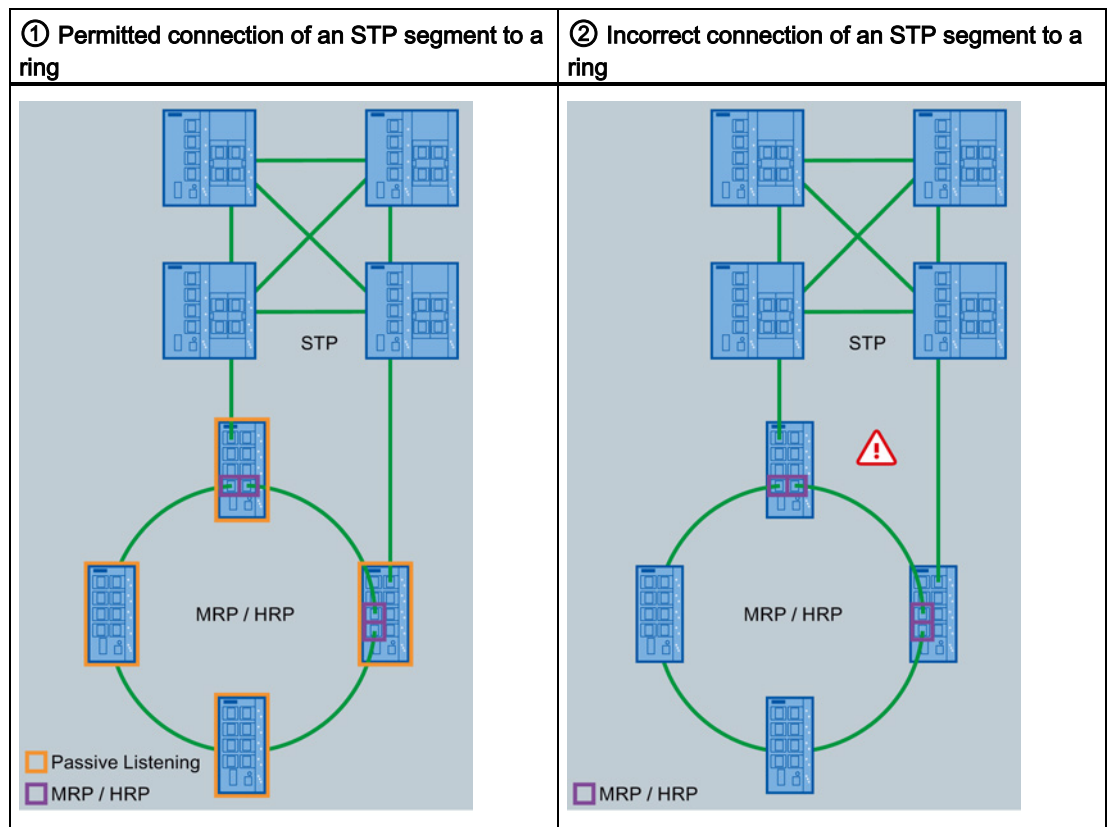 ① Permitted connection of an STP segment to a
ring
② Incorrect connection of an STP segment to a
ring
STP
MRP / HRP
Passive Listening
MRP / HRP
STP
MRP / HRP
MRP / HRP